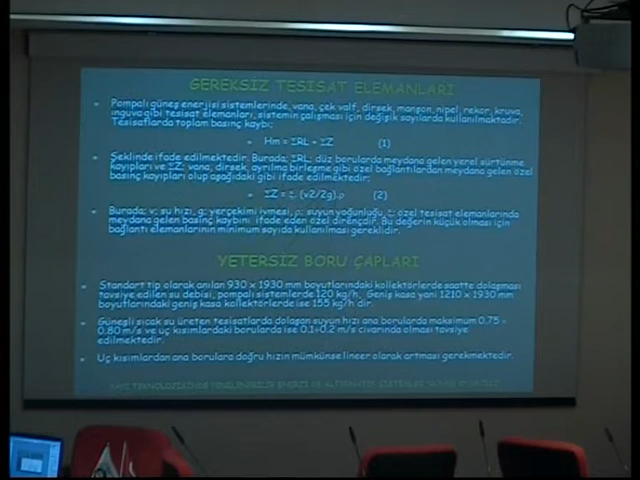 GEREKSİZ TESİSAT ELEMANLARI
Pompalı güneş enerjisi sistemlerinde, vana, çek valf, dirsek, manşon, nipel, rekor, kruva,
inguva gibi tesisat elemanları, sistemin çalışması için değişik sayılarda kullanılmaktadır.
Tesisatlarda toplam basınç kaybı;
Hm = ΣRL + ΣZ (1)
Şeklinde ifade edilmektedir. Burada; ΣRL; düz borularda meydana gelen yerel sürtünme
kayıpları ve ΣZ; vana, dirsek, ayrılma birleşme gibi özel bağlantılardan meydana gelen özel
basınç kayıpları olup aşağıdaki gibi ifade edilmektedir;
(v2/2g).ρ (2)
Burada; v; su hızı, g; yerçekimi ivmesi, ρ; suyun yoğunluğu, özel tesisat elemanlarında
meydana gelen basınç kaybını ifade eden özel dirençdir. Bu değerin küçük olması için
bağlantı elemanlarının minimum sayıda kullanılması gereklidir.
YETERSİZ BORU ÇAPLARI
Standart tip olarak anılan 930 x 1930 mm boyutlarındaki kollektörlerde saatte dolaşması
tavsiye edilen su debisi, pompalı sistemlerde 120 kg/h, Geniş kasa yani 1210 x 1930 mm
boyutlarındaki geniş kasa kollektörlerde ise 155 kg/h dir.
Güneşli sıcak su üreten tesisatlarda dolaşan suyun hızı ana borularda maksimum 0.75 ÷
0.80 m/s ve uç kısımlardaki borularda ise 0.1÷0.2 m/s civarında olması tavsiye
edilmektedir.
Uç kısımlardan ana borulara doğru hızın mümkünse lineer olarak artması gerekmektedir.